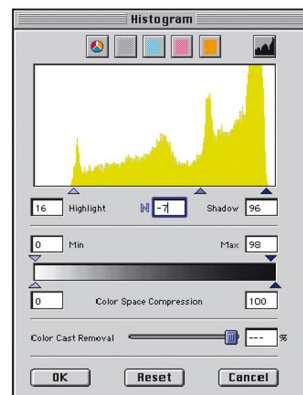 Histogram
16 Highlight -7 Shadow 96
0 Min Max 98
0 Color Space Compression 100
Color Cast Removal --- %
OK Reset Cancel